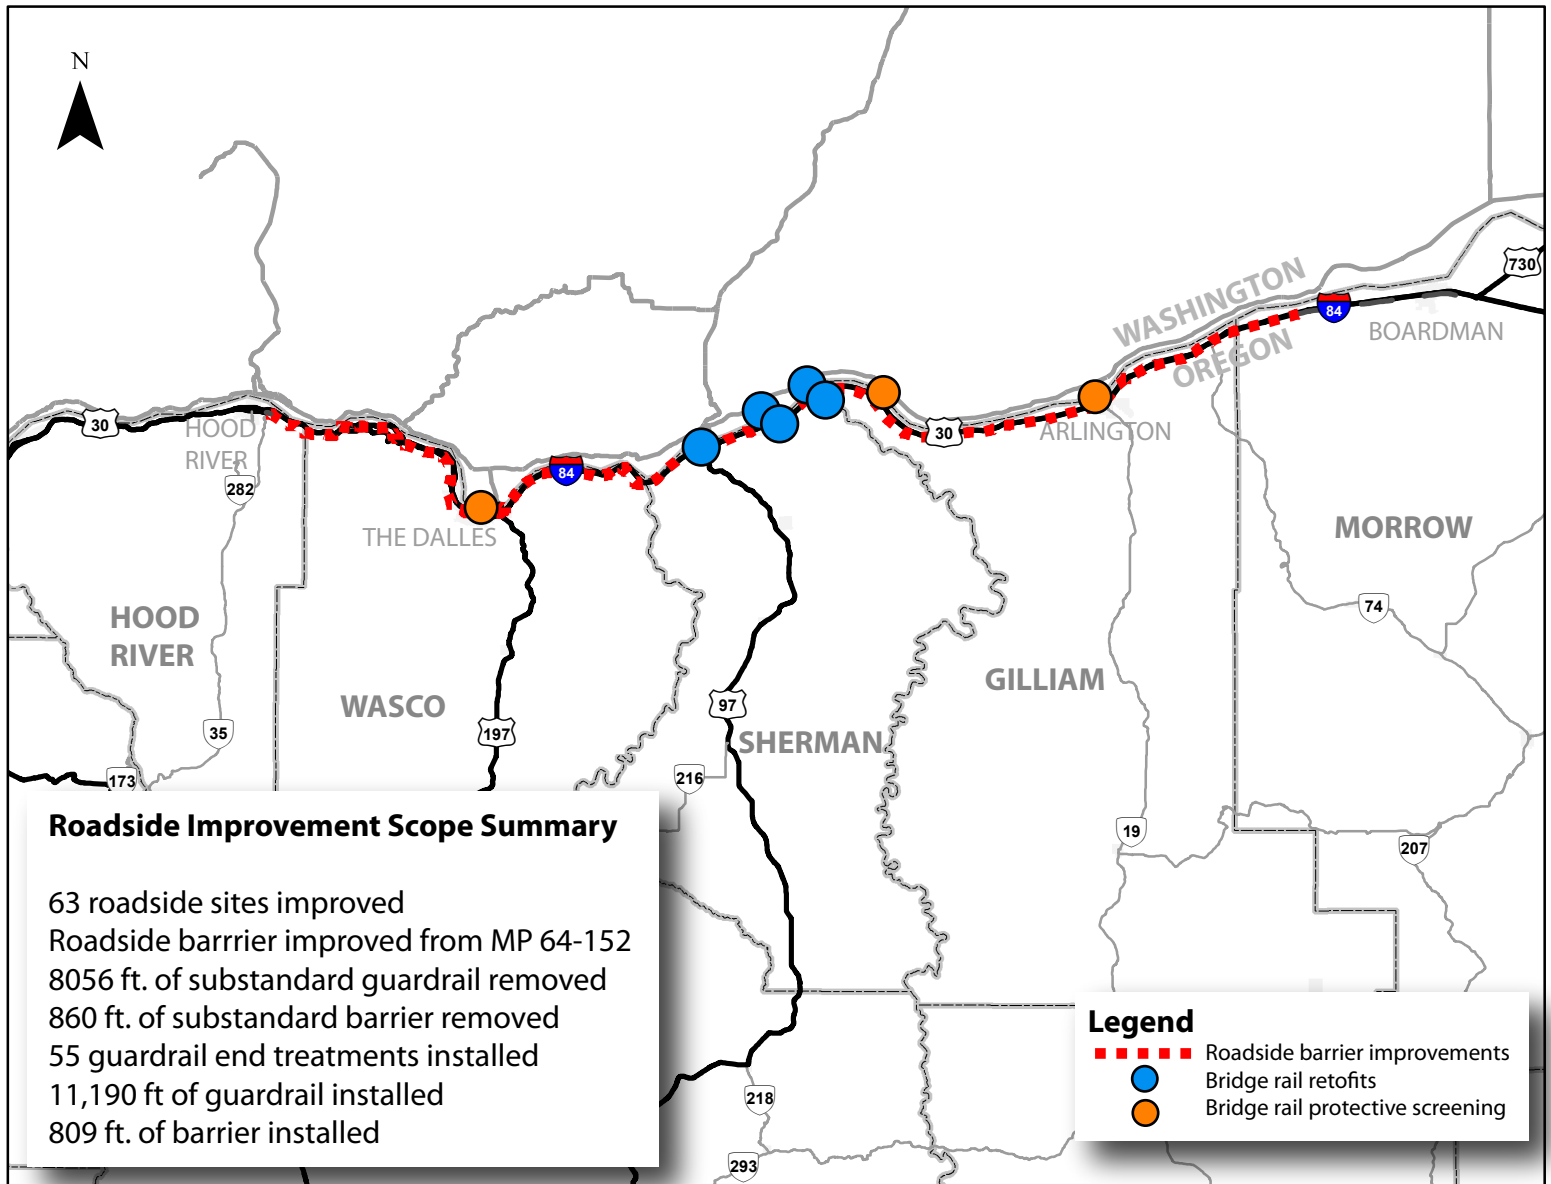 N
730
WASHINGTON
84
OREGON
BOARDMAN
30
HOOD
RIVER
30
ARLINGTON
84
282
THE DALLES
MORROW
74
HOOD
RIVER
GILLIAM
WASCO
97
35
197
SHERMAN
216
173
19
207
Roadside Improvement Scope Summary
63 roadside sites improved
Roadside barrrier improved from MP 64-152
8056 ft. of substandard guardrail removed
860 ft. of substandard barrier removed
55 guardrail end treatments installed
11,190 ft of guardrail installed
809 ft. of barrier installed
Legend
Roadside barrier improvements
Bridge rail retofits
Bridge rail protective screening
218
293